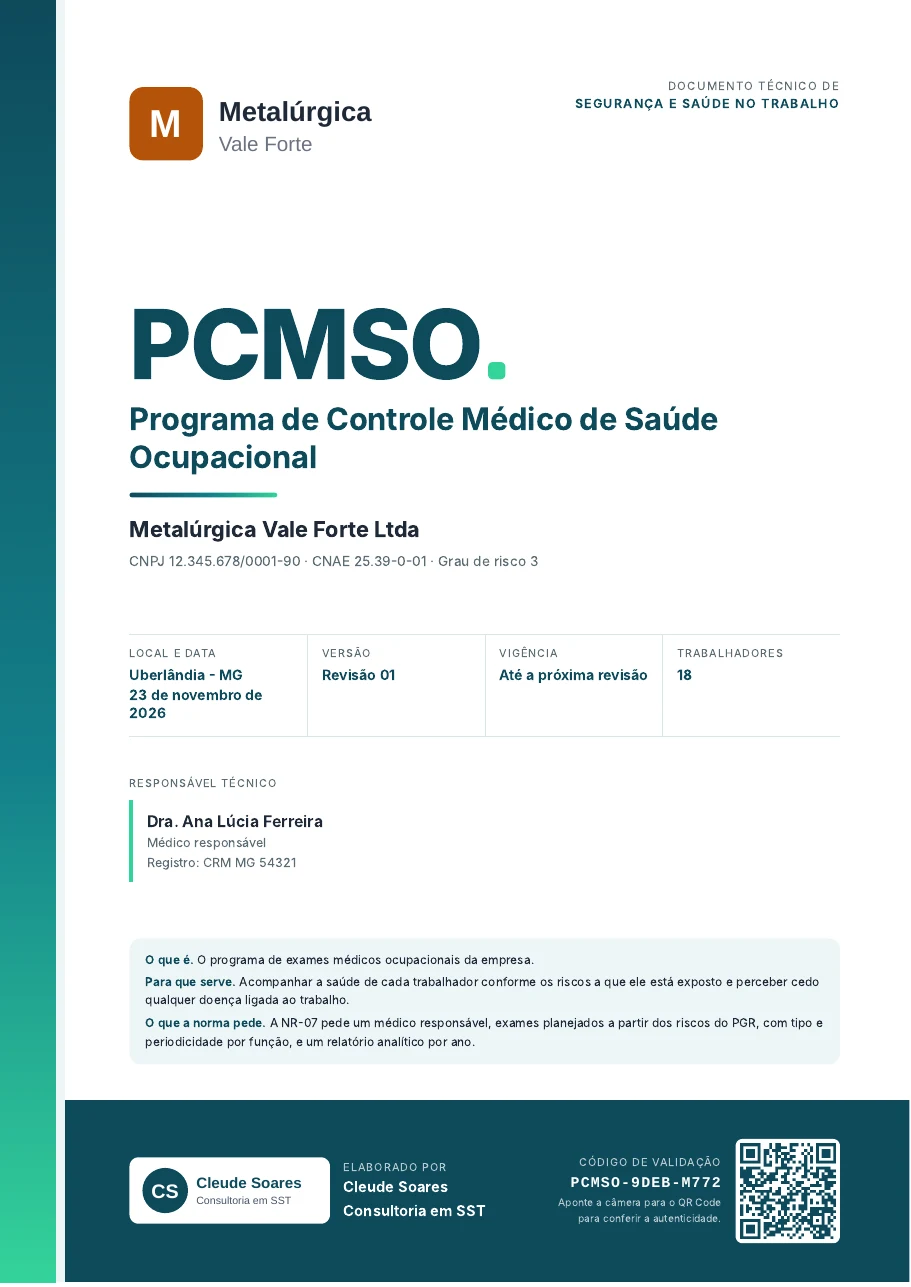 M
Metalúrgica
Vale Forte
DOCUMENTO TÉCNICO DE
SEGURANÇA E SAÚDE NO TRABALHO
PCMSO.
Programa de Controle Médico de Saúde
Ocupacional
Metalúrgica Vale Forte Ltda
CNPJ 12.345.678/0001-90 · CNAE 25.39-0-01 · Grau de risco 3
LOCAL E DATA
Uberlândia - MG
23 de novembro de
2026
VERSÃO
Revisão 01
VIGÊNCIA
Até a próxima revisão
TRABALHADORES
18
RESPONSÁVEL TÉCNICO
Dra. Ana Lúcia Ferreira
Médico responsável
Registro: CRM MG 54321
O que é. O programa de exames médicos ocupacionais da empresa.
Para que serve. Acompanhar a saúde de cada trabalhador conforme os riscos a que ele está exposto e perceber cedo
qualquer doença ligada ao trabalho.
O que a norma pede. A NR-07 pede um médico responsável, exames planejados a partir dos riscos do PGR, com tipo e
periodicidade por função, e um relatório analítico por ano.
CS
Cleude Soares
Consultoria em SST
ELABORADO POR
Cleude Soares
Consultoria em SST
CÓDIGO DE VALIDAÇÃO
PCMSO-9DEB-M772
Aponte a câmera para o QR Code
para conferir a autenticidade.